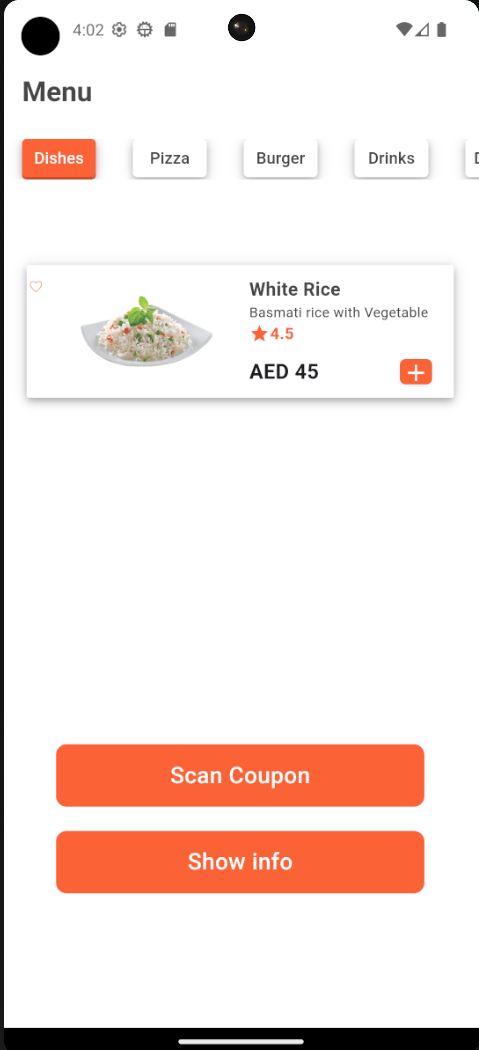 4:02
Menu
Dishes
Pizza
Burger
Drinks
White Rice
Basmati rice with Vegetable
4.5
AED 45
Scan Coupon
Show info